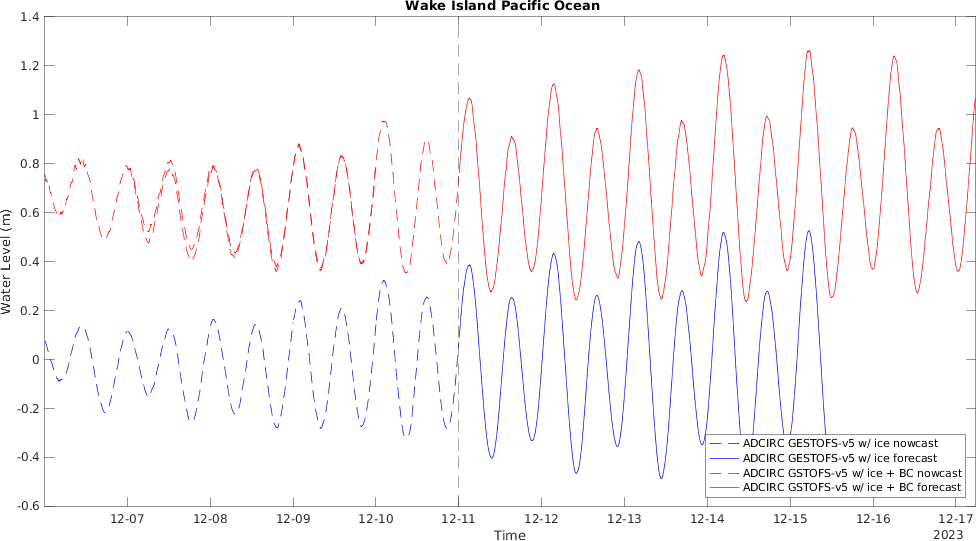 Wake Island Pacific Ocean
1.4
1.2
1
0.8
0.6
0.4
0.2
0
-0.2
-0.4
-0.6
Water Level (m)
ADCIRC GESTOFS-v5 w/ ice nowcast
ADCIRC GESTOFS-v5 w/ ice forecast
ADCIRC GSTOFS-v5 w/ ice + BC nowcast
ADCIRC GSTOFS-v5 w/ ice + BC forecast
12-07 12-08 12-09 12-10 12-11 12-12 12-13 12-14 12-15 12-16 12-17
Time
2023